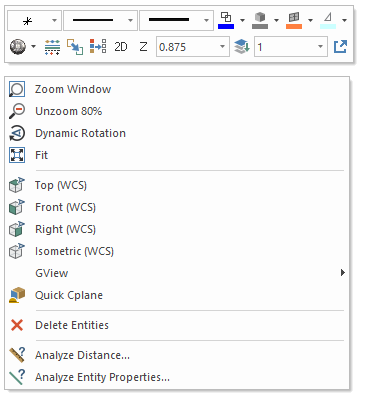 2D Z 0.875 1
Zoom Window
Unzoom 80%
Dynamic Rotation
Fit
Top (WCS)
Front (WCS)
Right (WCS)
Isometric (WCS)
GView
Quick Cplane
Delete Entities
Analyze Distance...
Analyze Entity Properties...